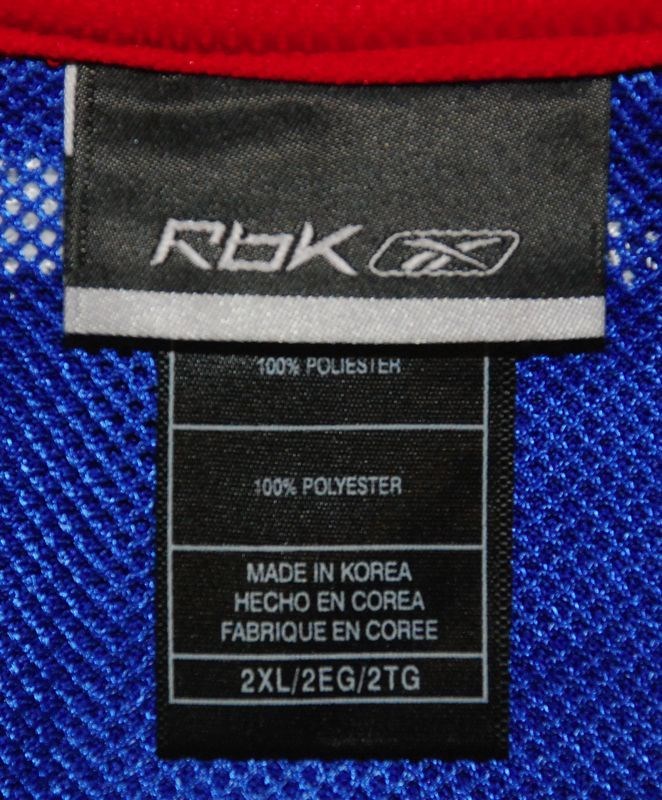 RbK
100% POLIESTER
100% POLYESTER
MADE IN KOREA
HECHO EN COREA
FABRIQUE EN COREE
2XL/2EG/2TG